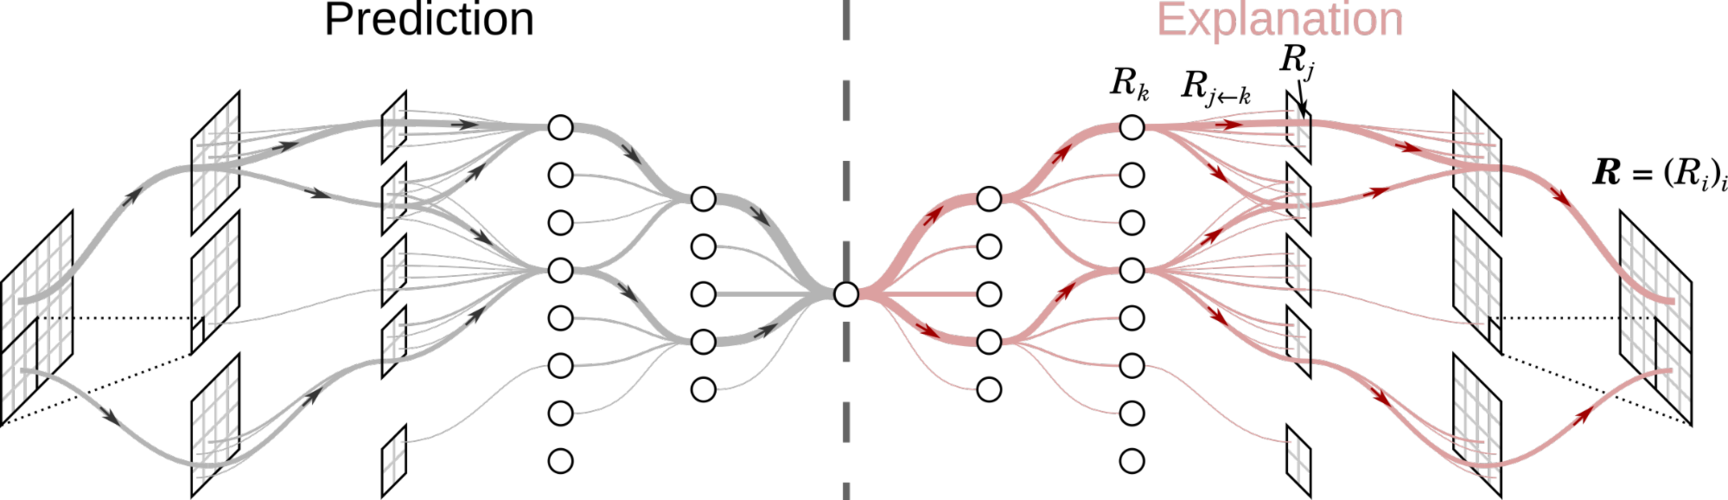 Prediction
Explanation
R_k
R_{j←k}
R_j
R = (R_i)_i